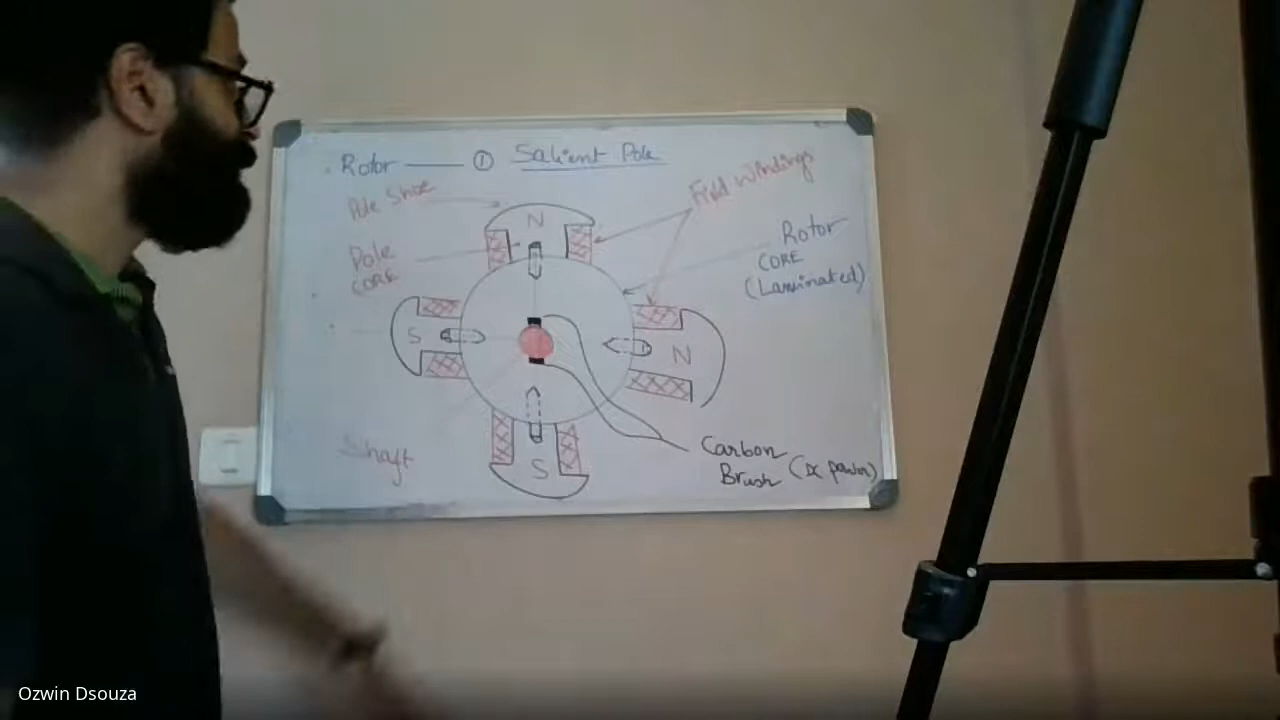 Rotor —— ① Salient Pole
Pole Shoe
Field Windings
N
Pole
CORE
Rotor
CORE
(Laminated)
S
N
Shaft
S
Carbon
Brush (DC power)
Ozwin Dsouza